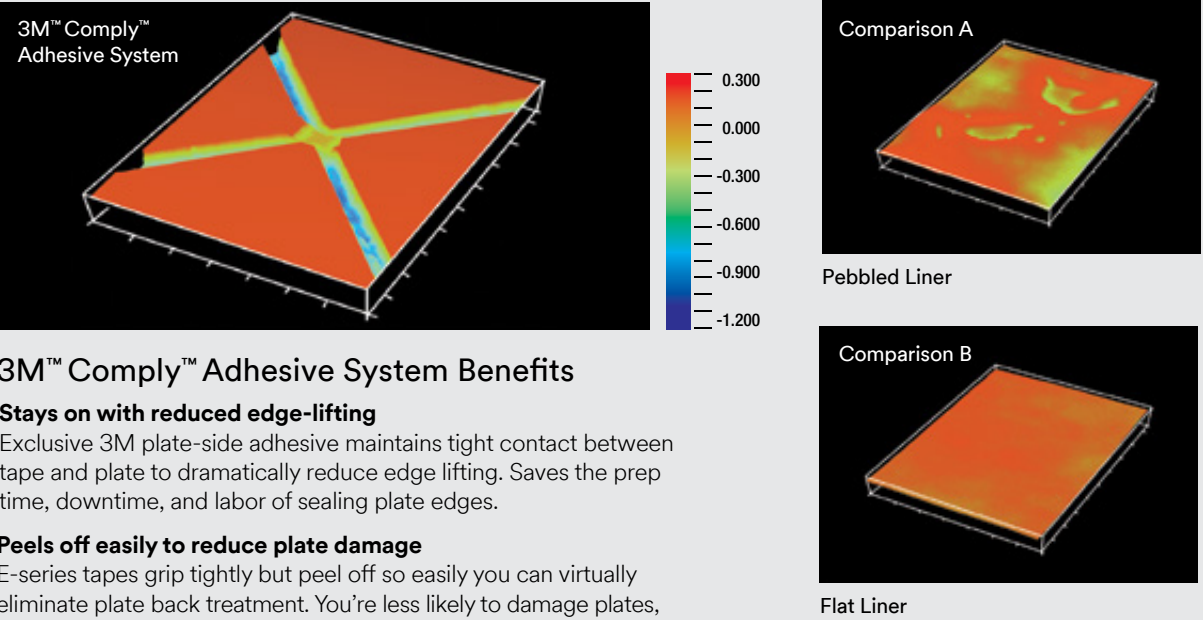 3M™ Comply™
Adhesive System
0.300
0.000
-0.300
-0.600
-0.900
-1.200
Comparison A
Pebbled Liner
Comparison B
Flat Liner
3M™ Comply™ Adhesive System Benefits
Stays on with reduced edge-lifting
Exclusive 3M plate-side adhesive maintains tight contact between
tape and plate to dramatically reduce edge lifting. Saves the prep
time, downtime, and labor of sealing plate edges.
Peels off easily to reduce plate damage
E-series tapes grip tightly but peel off so easily you can virtually
eliminate plate back treatment. You're less likely to damage plates,